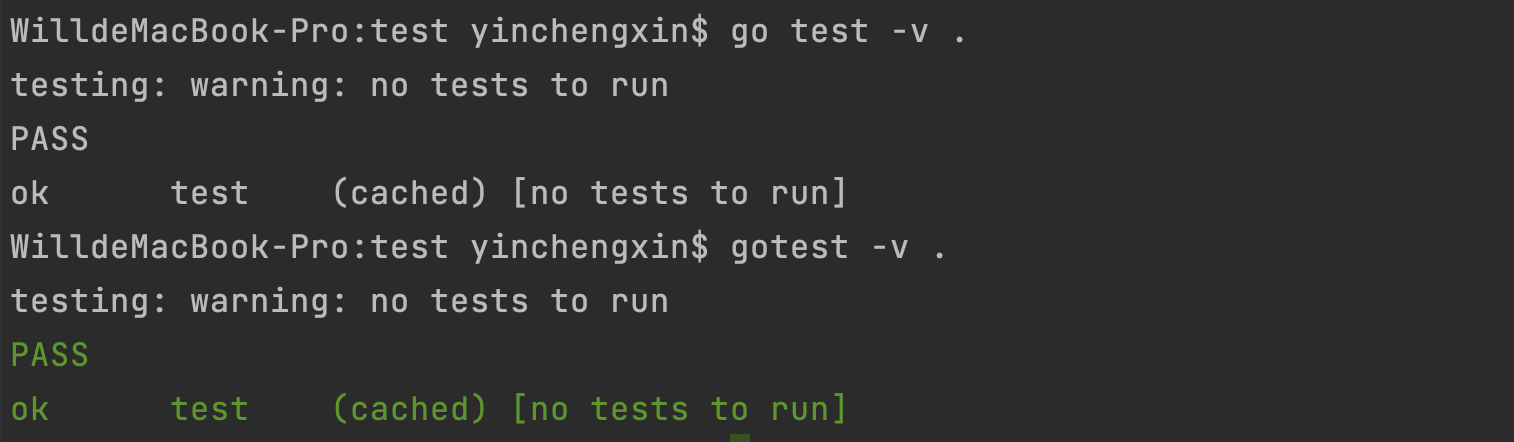 WilldeMacBook-Pro:test yinchengxin$ go test -v .
testing: warning: no tests to run
PASS
ok      test    (cached) [no tests to run]
WilldeMacBook-Pro:test yinchengxin$ gotest -v .
testing: warning: no tests to run
PASS
ok      test    (cached) [no tests to run]